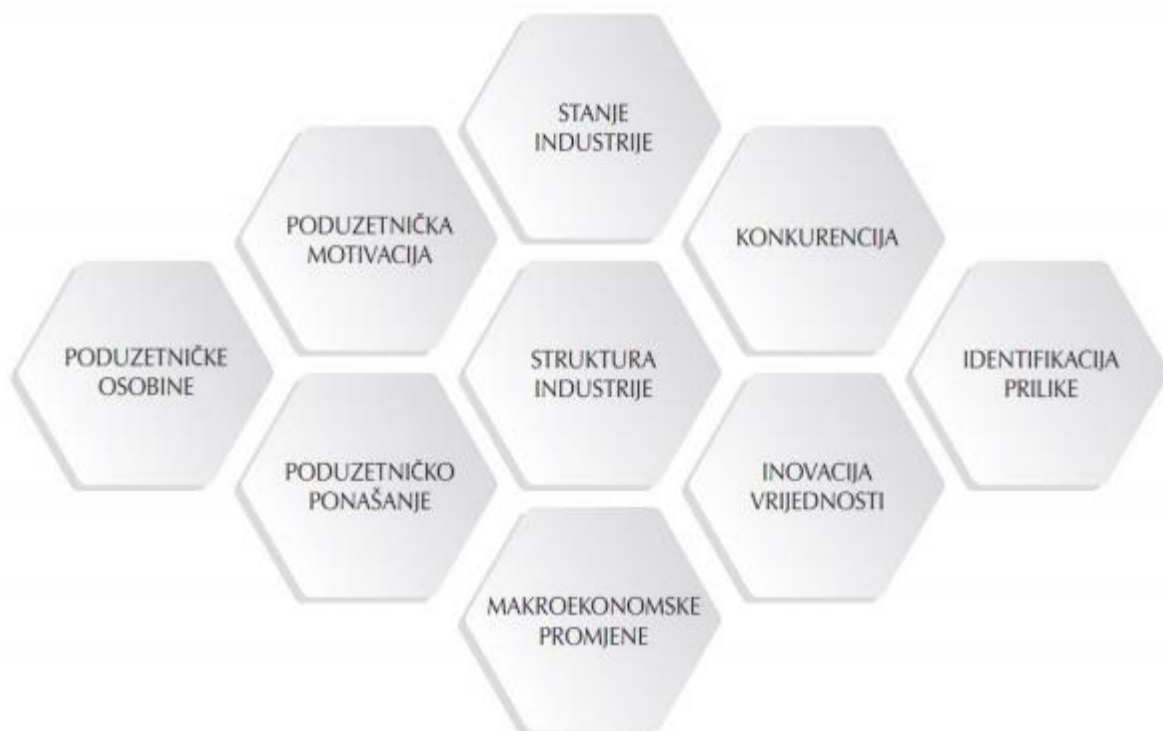 STANJE
INDUSTRIJE
PODUZETNIČKA
MOTIVACIJA
KONKURENCIJA
PODUZETNIČKE
OSOBINE
STRUKTURA
INDUSTRIJE
IDENTIFIKACIJA
PRILIKE
PODUZETNIČKO
PONAŠANJE
INOVACIJA
VRIJEDNOSTI
MAKROEKONOMSKE
PROMJENE